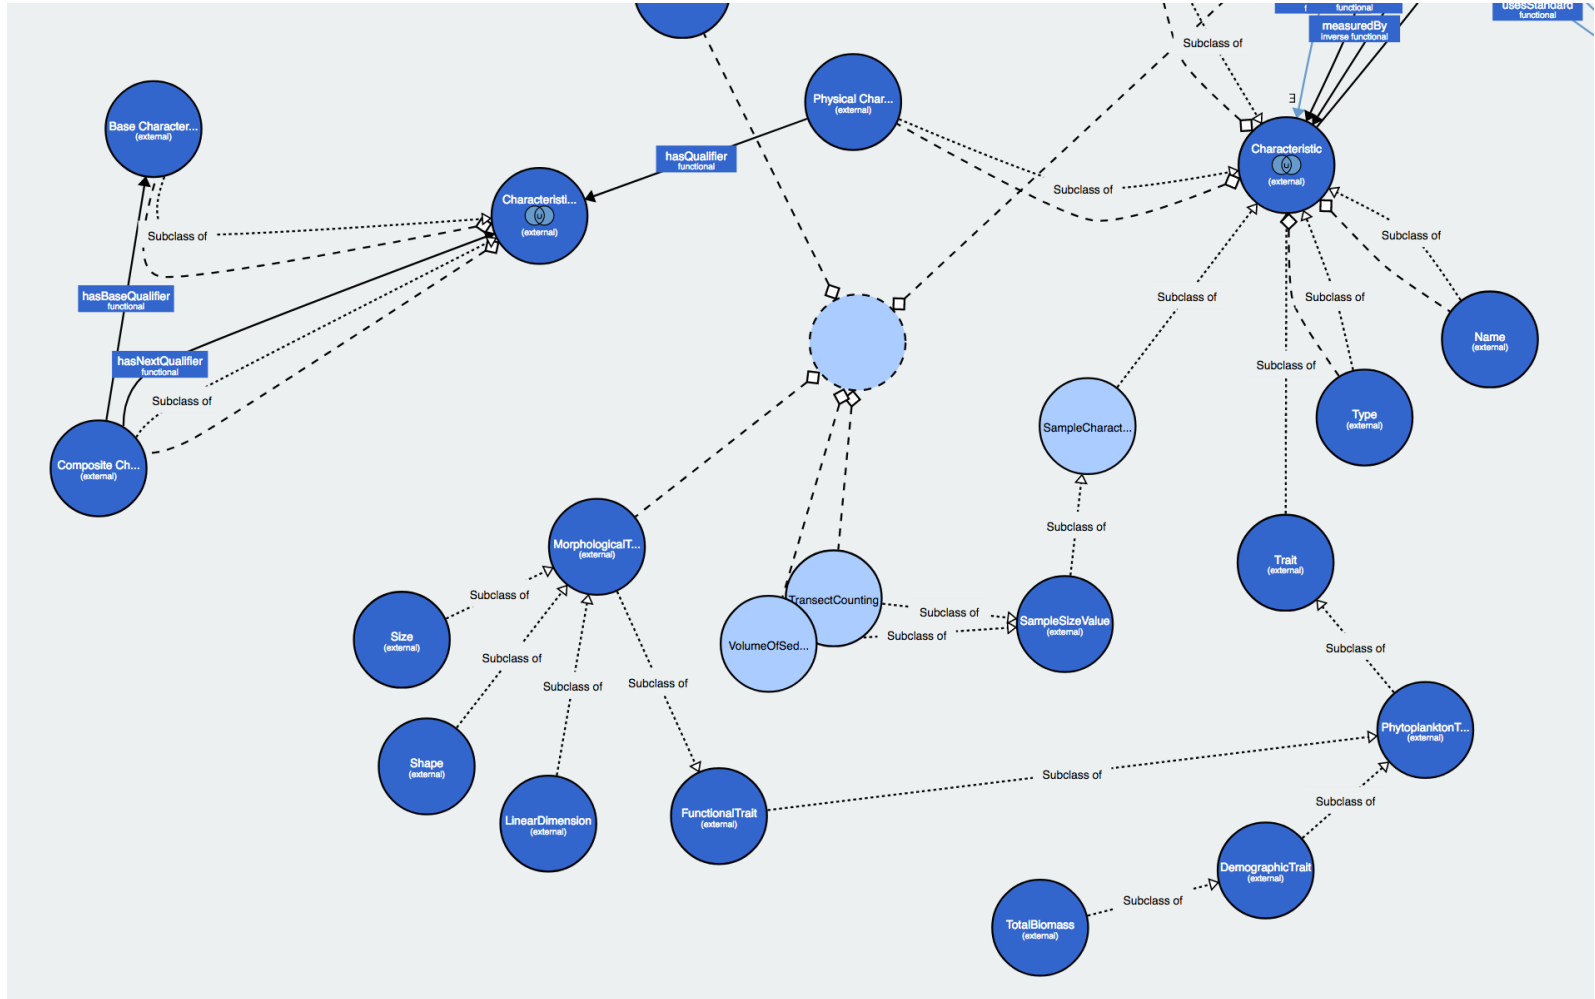 functional
usesStandard
functional
measuredBy
inverse functional
Subclass of
Physical Char...
(external)
Base Character...
(external)
hasQualifier
functional
Characteristic
(external)
Subclass of
Characteristi...
(external)
Subclass of
Subclass of
hasBaseQualifier
functional
Subclass of
Subclass of
Name
(external)
hasNextQualifier
functional
Subclass of
Subclass of
SampleCharact...
Type
(external)
Composite Ch...
(external)
Subclass of
MorphologicalT...
(external)
Trait
(external)
Subclass of
TransectCounting
Subclass of
SampleSizeValue
(external)
Size
(external)
Subclass of
VolumeOfSed...
Subclass of
Subclass of
Subclass of
Subclass of
PhytoplanktonT...
(external)
Shape
(external)
Subclass of
Subclass of
LinearDimension
(external)
FunctionalTrait
(external)
DemographicTrait
(external)
Subclass of
TotalBiomass
(external)